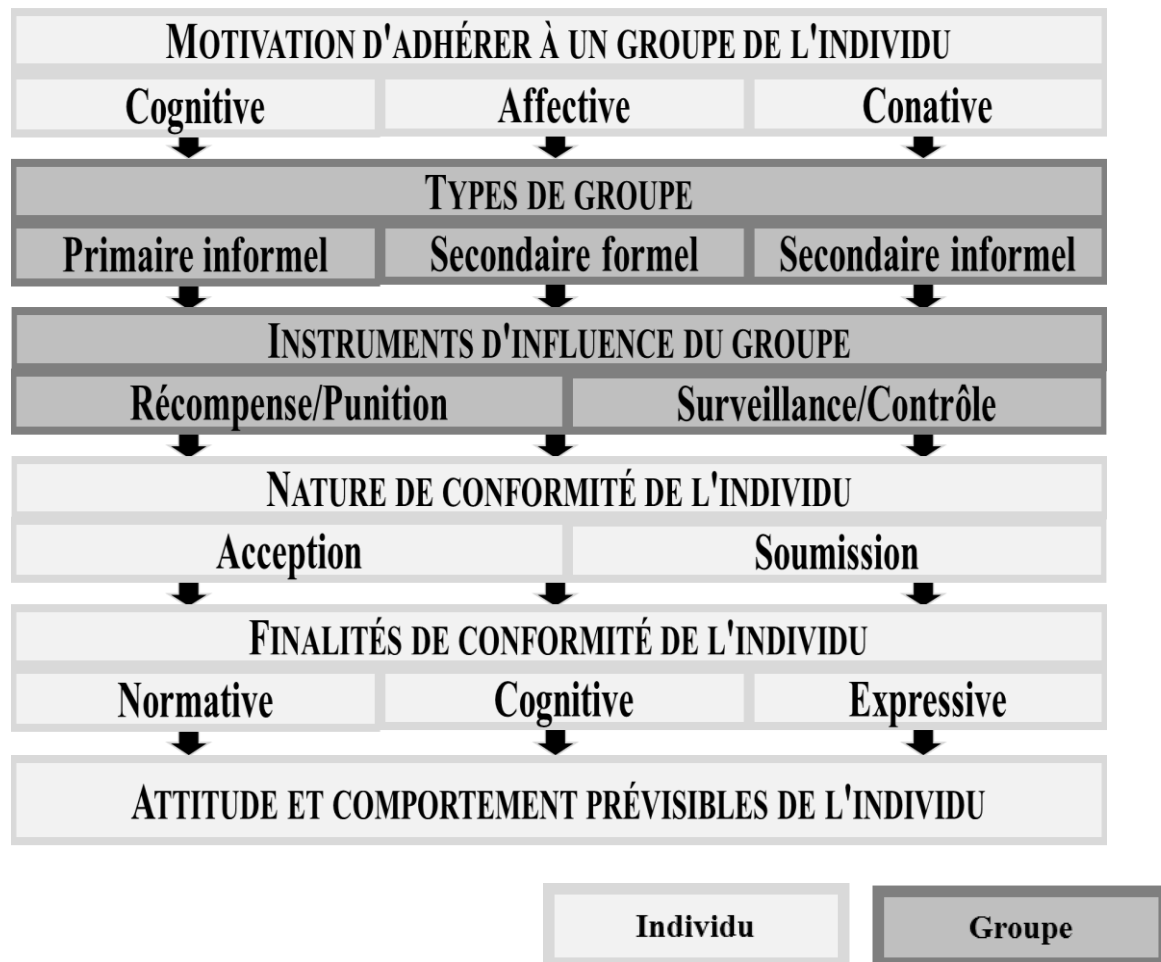 MOTIVATION D'ADHÉRER À UN GROUPE DE L'INDIVIDU
Cognitive Affective Conative
TYPES DE GROUPE
Primaire informel Secondaire formel Secondaire informel
INSTRUMENTS D'INFLUENCE DU GROUPE
Récompense/Punition Surveillance/Contrôle
NATURE DE CONFORMITÉ DE L'INDIVIDU
Acception Soumission
FINALITÉS DE CONFORMITÉ DE L'INDIVIDU
Normative Cognitive Expressive
ATTITUDE ET COMPORTEMENT PRÉVISIBLES DE L'INDIVIDU
Individu Groupe